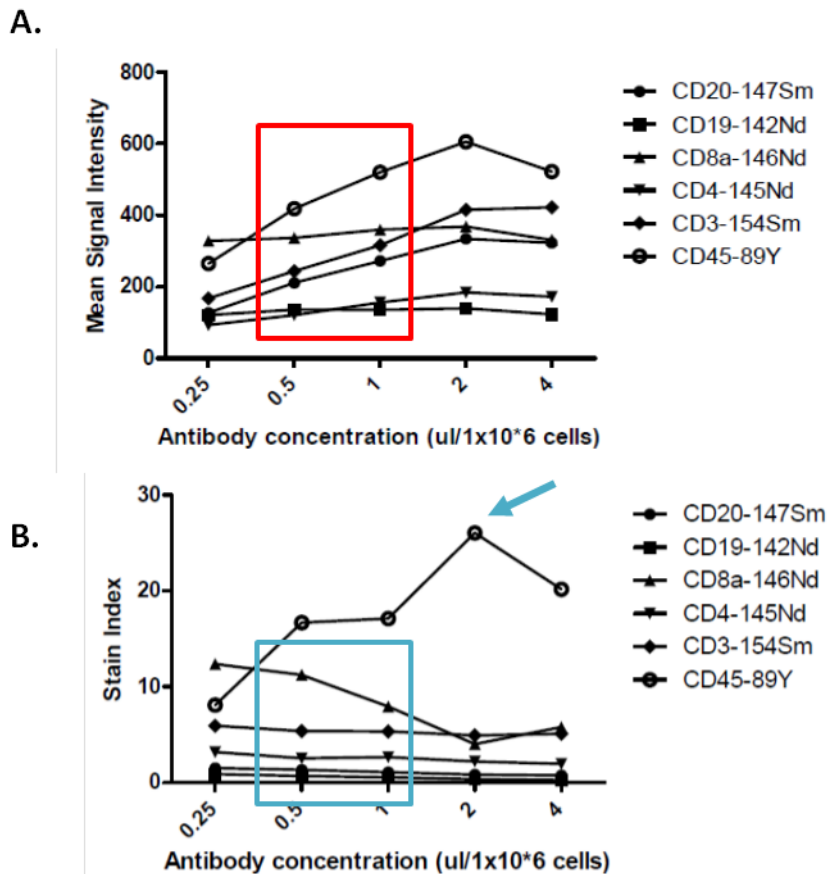 A.
800
600
400
200
0
Mean Signal Intensity
0.25
0.5
1
2
4
Antibody concentration (ul/1x10*6 cells)
CD20-147Sm
CD19-142Nd
CD8a-146Nd
CD4-145Nd
CD3-154Sm
CD45-89Y
B.
30
20
10
0
Stain Index
0.25
0.5
1
2
4
Antibody concentration (ul/1x10*6 cells)
CD20-147Sm
CD19-142Nd
CD8a-146Nd
CD4-145Nd
CD3-154Sm
CD45-89Y